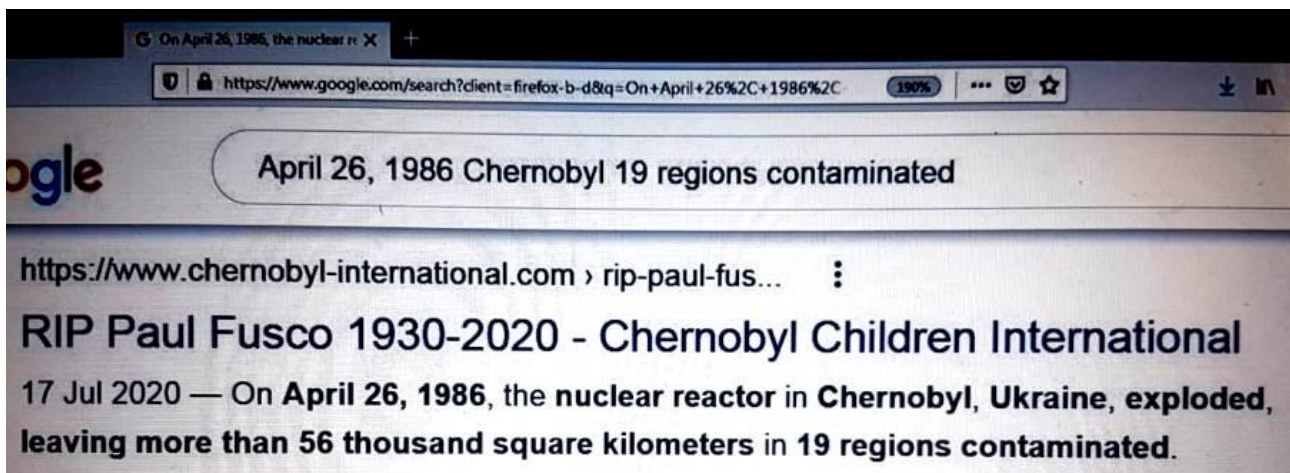 G On April 26, 1986, the nuclear re X +
https://www.google.com/search?client=firefox-b-d&q=On+April+26%2C+1986%2C 190% ...
ogle April 26, 1986 Chernobyl 19 regions contaminated
https://www.chernobyl-international.com › rip-paul-fus... ⋮
RIP Paul Fusco 1930-2020 - Chernobyl Children International
17 Jul 2020 — On April 26, 1986, the nuclear reactor in Chernobyl, Ukraine, exploded,
leaving more than 56 thousand square kilometers in 19 regions contaminated.